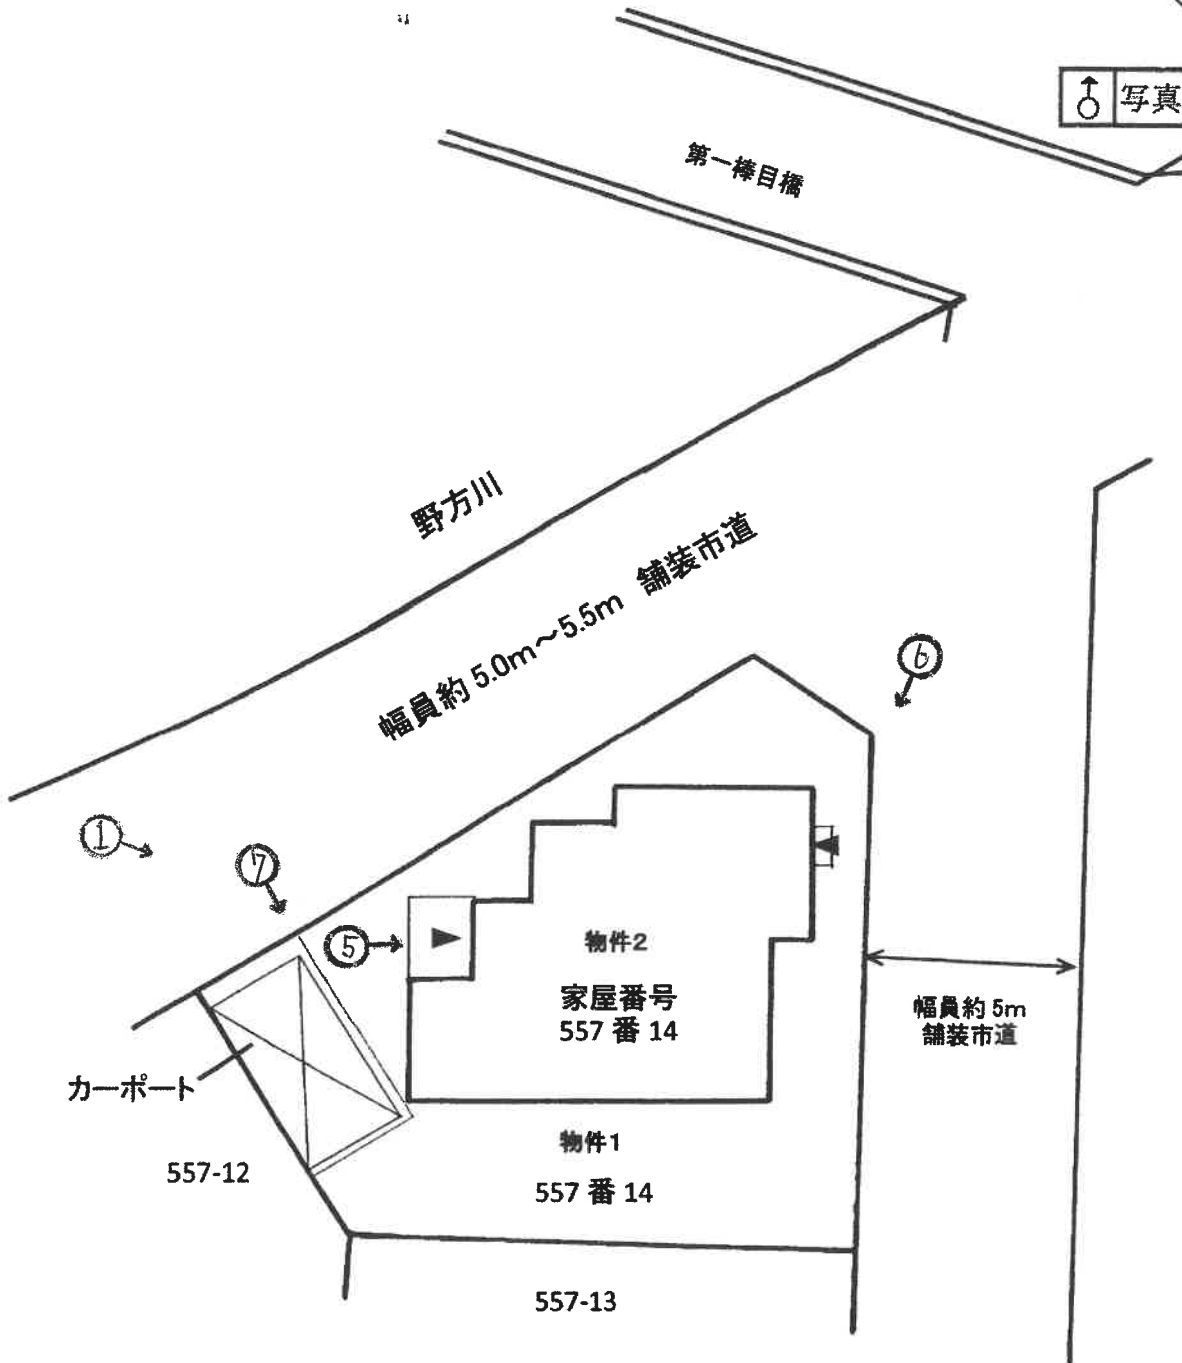 写真
第一棒目橋
野方川
幅員約 5.0m～5.5m 舗装市道
⑥
①
⑦
⑤
物件2
家屋番号
557 番 14
幅員約 5m
舗装市道
カーポート
物件1
557-12
557 番 14
557-13